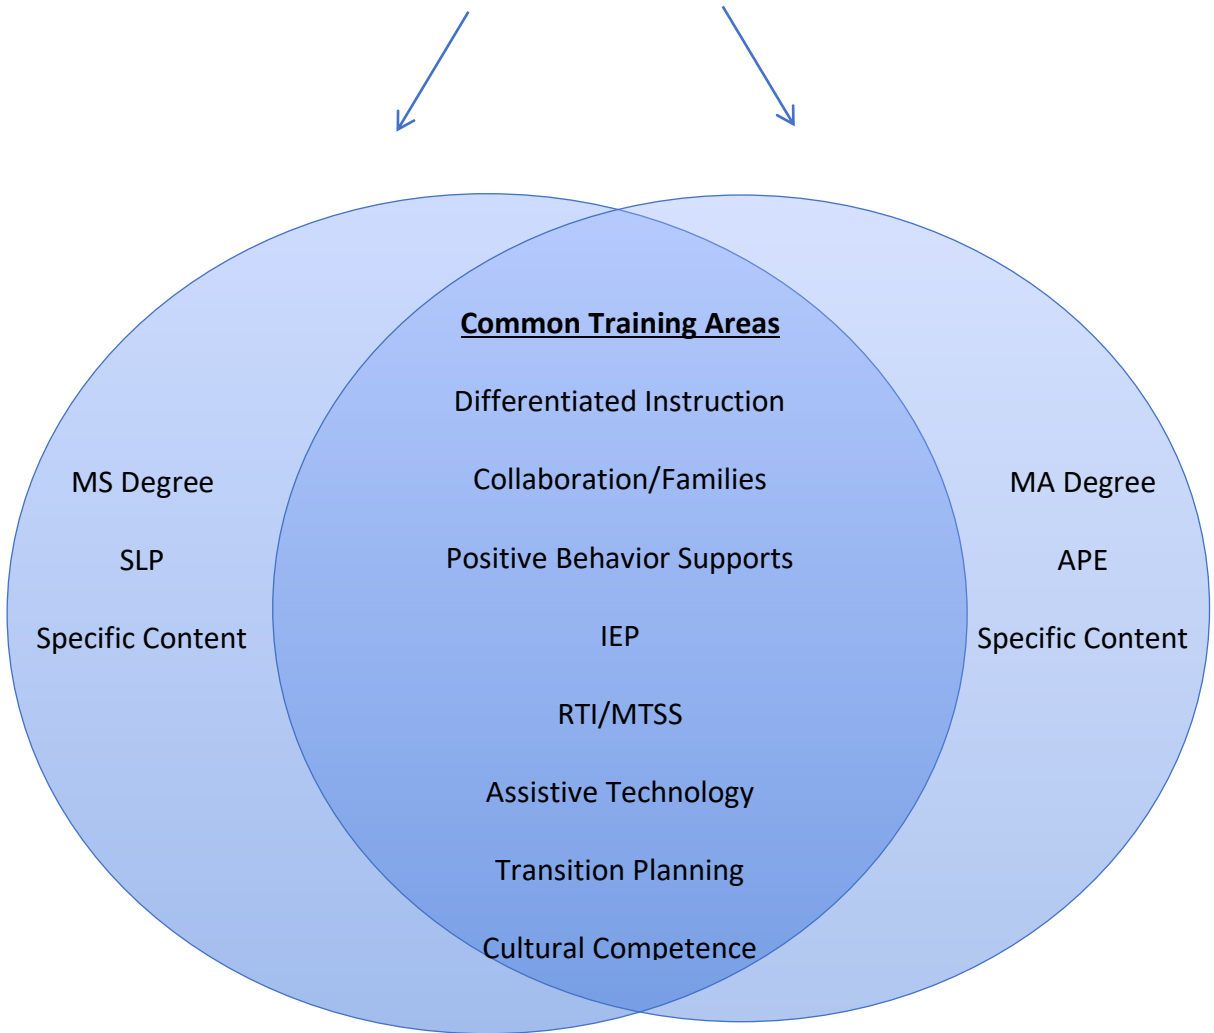 Common Training Areas
Differentiated Instruction
Collaboration/Families
Positive Behavior Supports
IEP
RTI/MTSS
Assistive Technology
Transition Planning
Cultural Competence
MS Degree
SLP
Specific Content
MA Degree
APE
Specific Content